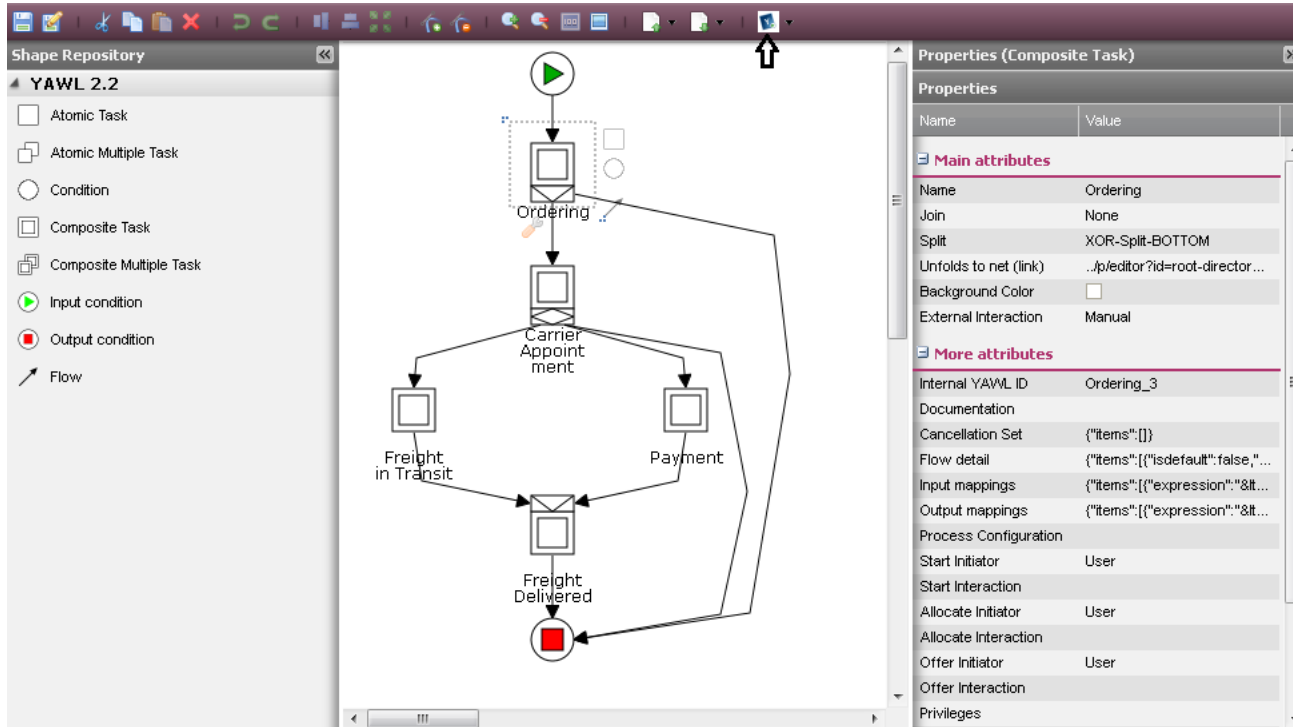 Shape Repository
YAWL 2.2
Atomic Task
Atomic Multiple Task
Condition
Composite Task
Composite Multiple Task
Input condition
Output condition
Flow
Ordering
Carrier
Appoint
ment
Freight
in Transit
Payment
Freight
Delivered
Properties (Composite Task)
Properties
Name Value
Main attributes
Name Ordering
Join None
Split XOR-Split-BOTTOM
Unfolds to net (link) ../p/editor?id=root-director...
Background Color
External Interaction Manual
More attributes
Internal YAWL ID Ordering_3
Documentation
Cancellation Set {"items":[]}
Flow detail {"items":[{"isdefault":false,"...
Input mappings {"items":[{"expression":"&lt...
Output mappings {"items":[{"expression":"&lt...
Process Configuration
Start Initiator User
Start Interaction
Allocate Initiator User
Allocate Interaction
Offer Initiator User
Offer Interaction
Privileges